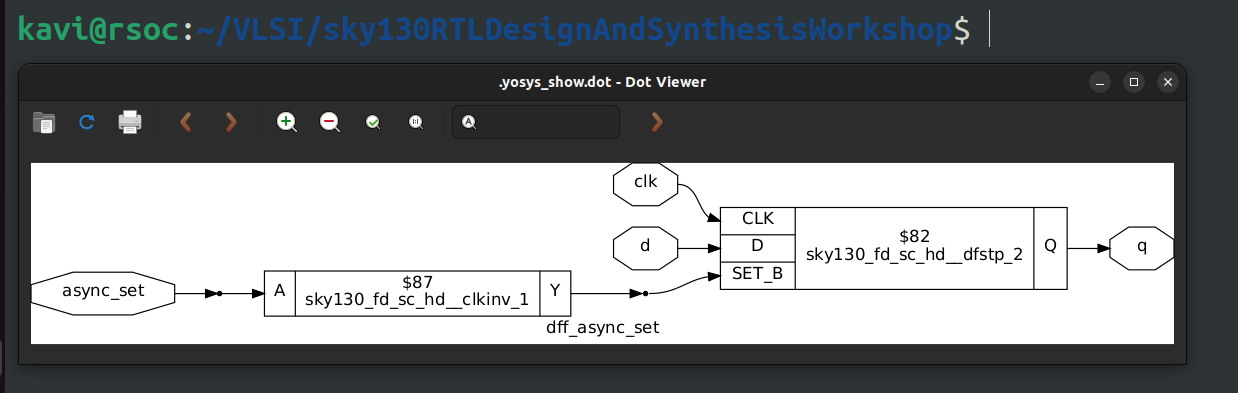 kavi@rsoc:~/VLSI/sky130RTLDesignAndSynthesisWorkshop$
.yosys_show.dot - Dot Viewer
clk
CLK
d
D
$82
sky130_fd_sc_hd__dfstp_2
Q
q
SET_B
async_set
A
$87
sky130_fd_sc_hd__clkinv_1
Y
dff_async_set